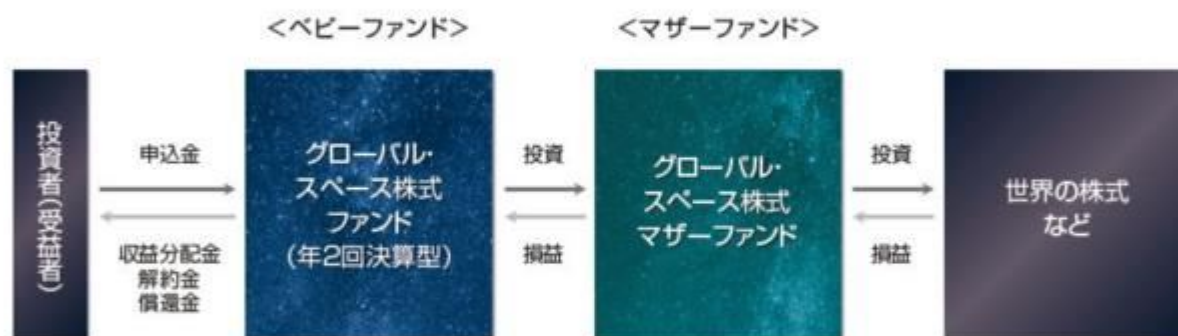 <ベビーファンド>
<マザーファンド>
投資者(受益者)
申込金
収益分配金
解約金
償還金
グローバル・
スペース株式
ファンド
(年2回決算型)
投資
損益
グローバル・
スペース株式
マザーファンド
投資
損益
世界の株式
など